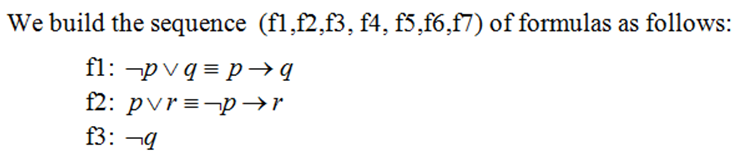 We build the sequence (f1,f2,f3, f4, f5,f6,f7) of formulas as follows:
f1: ¬p∨q≡p→q
f2: p∨r≡¬p→r
f3: ¬q